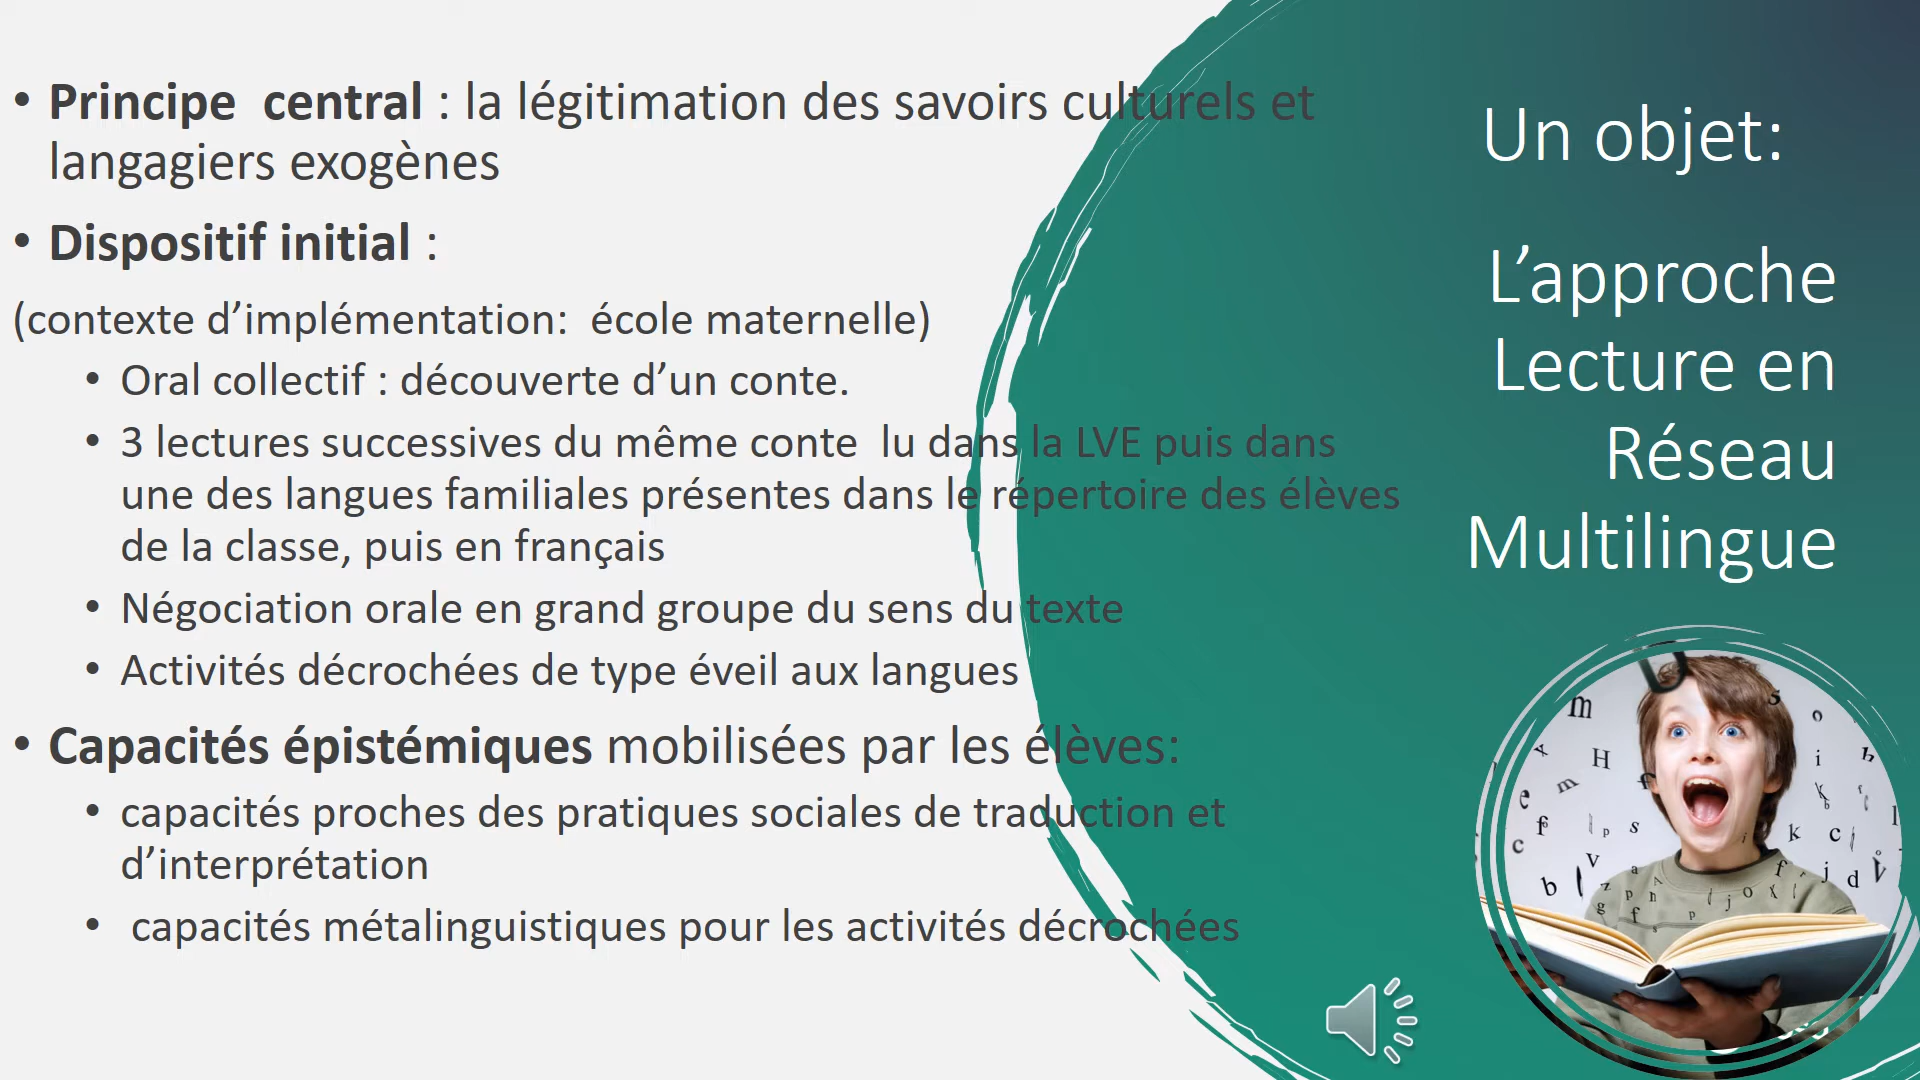 • Principe  central : la légitimation des savoirs culturels et
langagiers exogènes
• Dispositif initial :
(contexte d’implémentation:  école maternelle)
• Oral collectif : découverte d’un conte.
• 3 lectures successives du même conte  lu dans la LVE puis dans
une des langues familiales présentes dans le répertoire des élèves
de la classe, puis en français
• Négociation orale en grand groupe du sens du texte
• Activités décrochées de type éveil aux langues
• Capacités épistémiques mobilisées par les élèves:
• capacités proches des pratiques sociales de traduction et
d’interprétation
• capacités métalinguistiques pour les activités décrochées
Un objet:
L’approche
Lecture en
Réseau
Multilingue